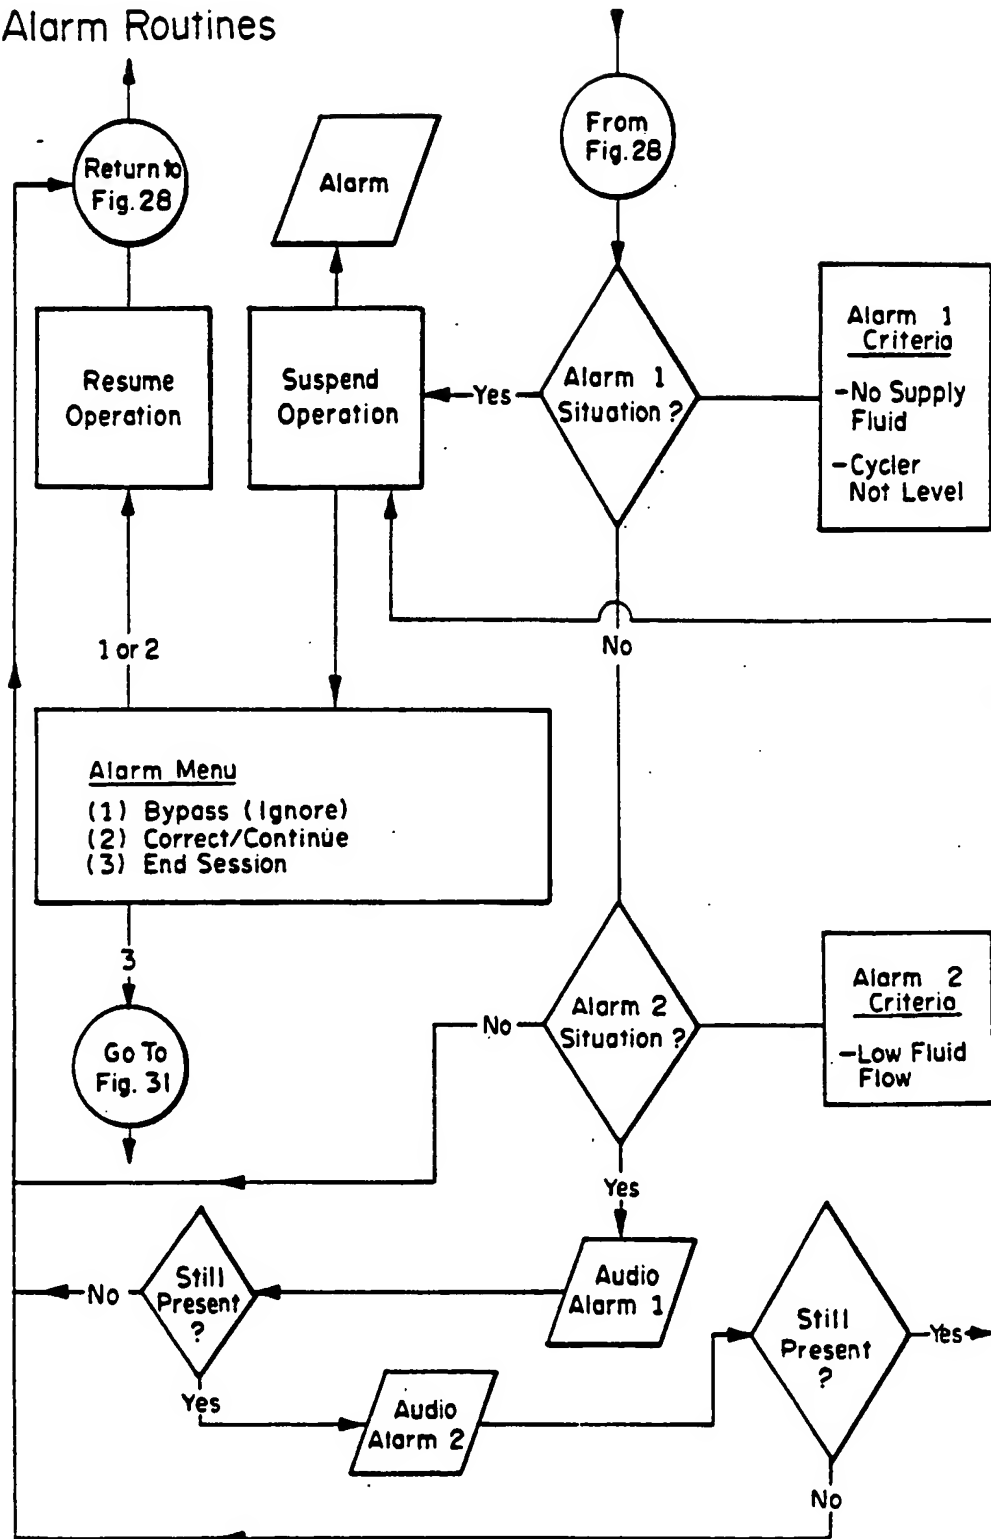 Alarm Routines
Return to
Fig. 28
Alarm
From
Fig. 28
Resume
Operation
Suspend
Operation
Yes
Alarm 1
Situation ?
Alarm 1
Criteria
-No Supply
Fluid
-Cycler
Not Level
1 or 2
No
Alarm Menu
(1) Bypass (Ignore)
(2) Correct/Continue
(3) End Session
3
Go To
Fig. 31
No
Alarm 2
Situation ?
Alarm 2
Criteria
-Low Fluid
Flow
Yes
No
Still
Present
?
Audio
Alarm 1
Still
Present
?
Yes
Yes
Audio
Alarm 2
No